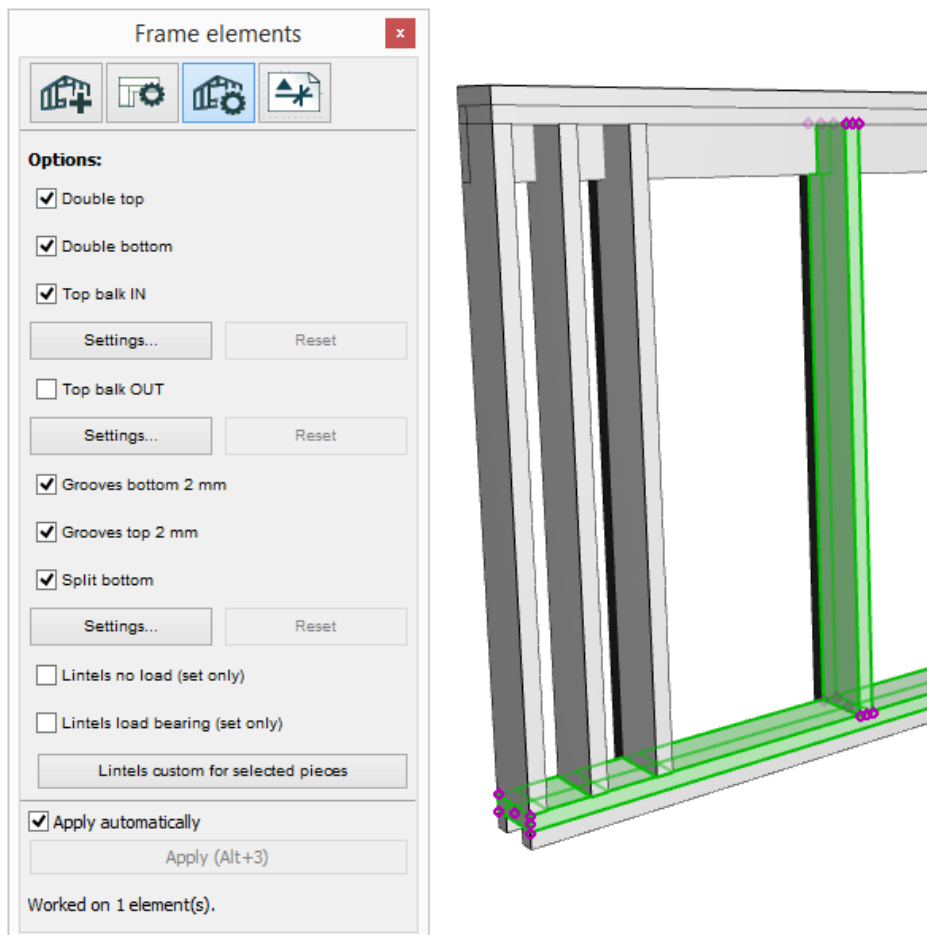 Frame elements
x
Options:
Double top
Double bottom
Top balk IN
Settings... Reset
Top balk OUT
Settings... Reset
Grooves bottom 2 mm
Grooves top 2 mm
Split bottom
Settings... Reset
Lintels no load (set only)
Lintels load bearing (set only)
Lintels custom for selected pieces
Apply automatically
Apply (Alt+3)
Worked on 1 element(s).